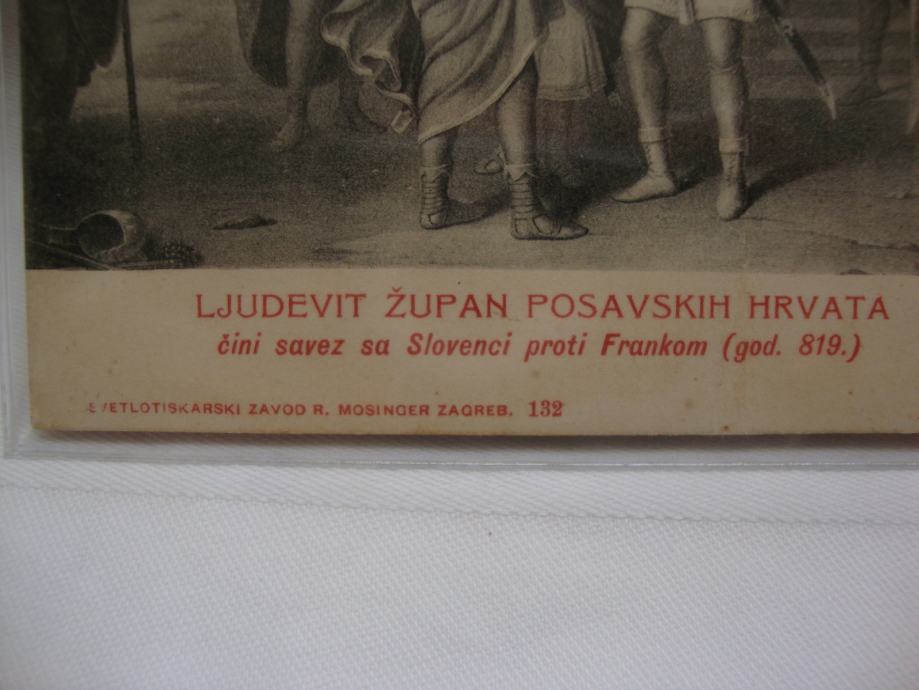 LJUDEVIT ŽUPAN POSAVSKIH HRVATA
čini savez sa Slovenci proti Frankom (god. 819.)
SVETLOTISKARSKI ZAVOD R. MOSINGER ZAGREB. 132